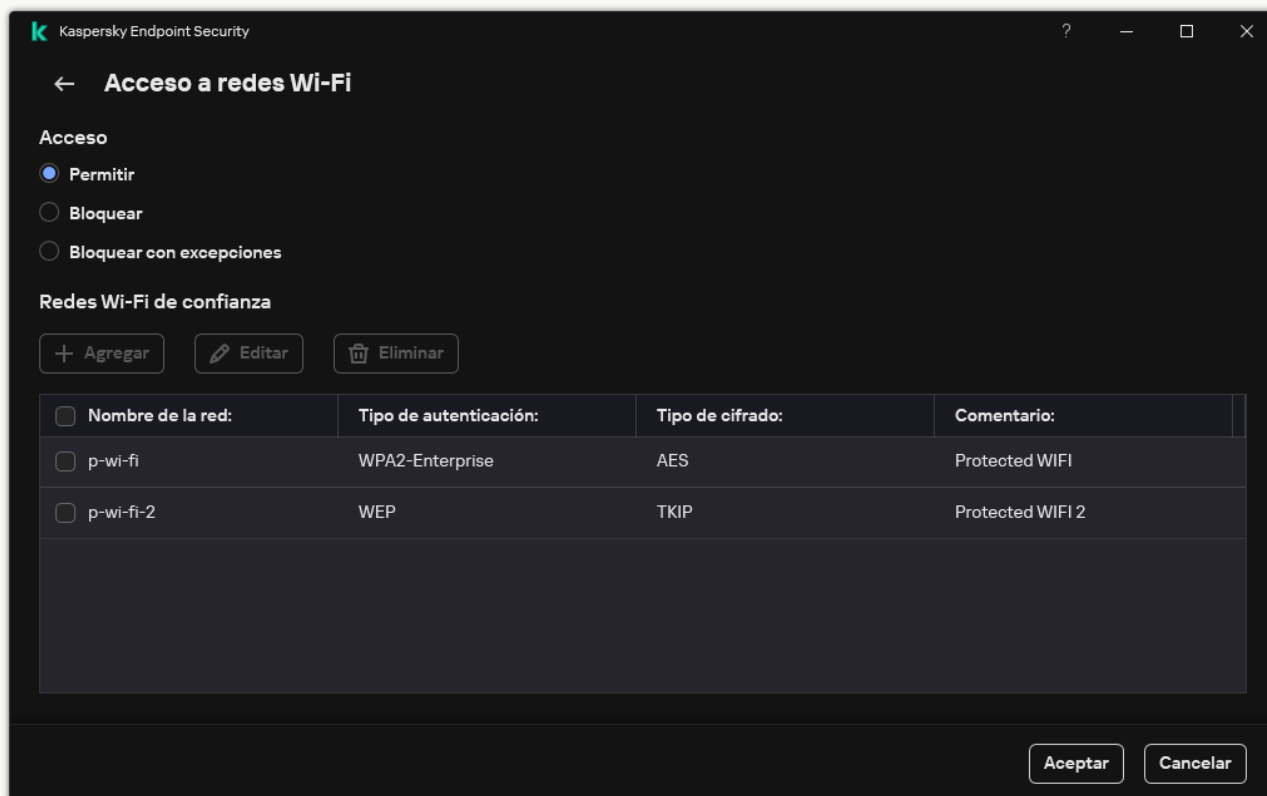 Kaspersky Endpoint Security ?
Acceso a redes Wi-Fi
Acceso
Permitir
Bloquear
Bloquear con excepciones
Redes Wi-Fi de confianza
Agregar Editar Eliminar
Nombre de la red: Tipo de autenticación: Tipo de cifrado: Comentario:
p-wi-fi WPA2-Enterprise AES Protected WIFI
p-wi-fi-2 WEP TKIP Protected WIFI 2
Aceptar Cancelar